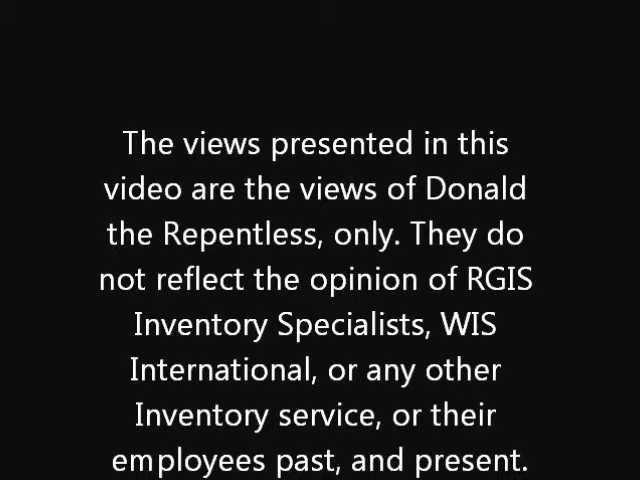 The views presented in this
video are the views of Donald
the Repentless, only. They do
not reflect the opinion of RGIS
Inventory Specialists, WIS
International, or any other
Inventory service, or their
employees past, and present.